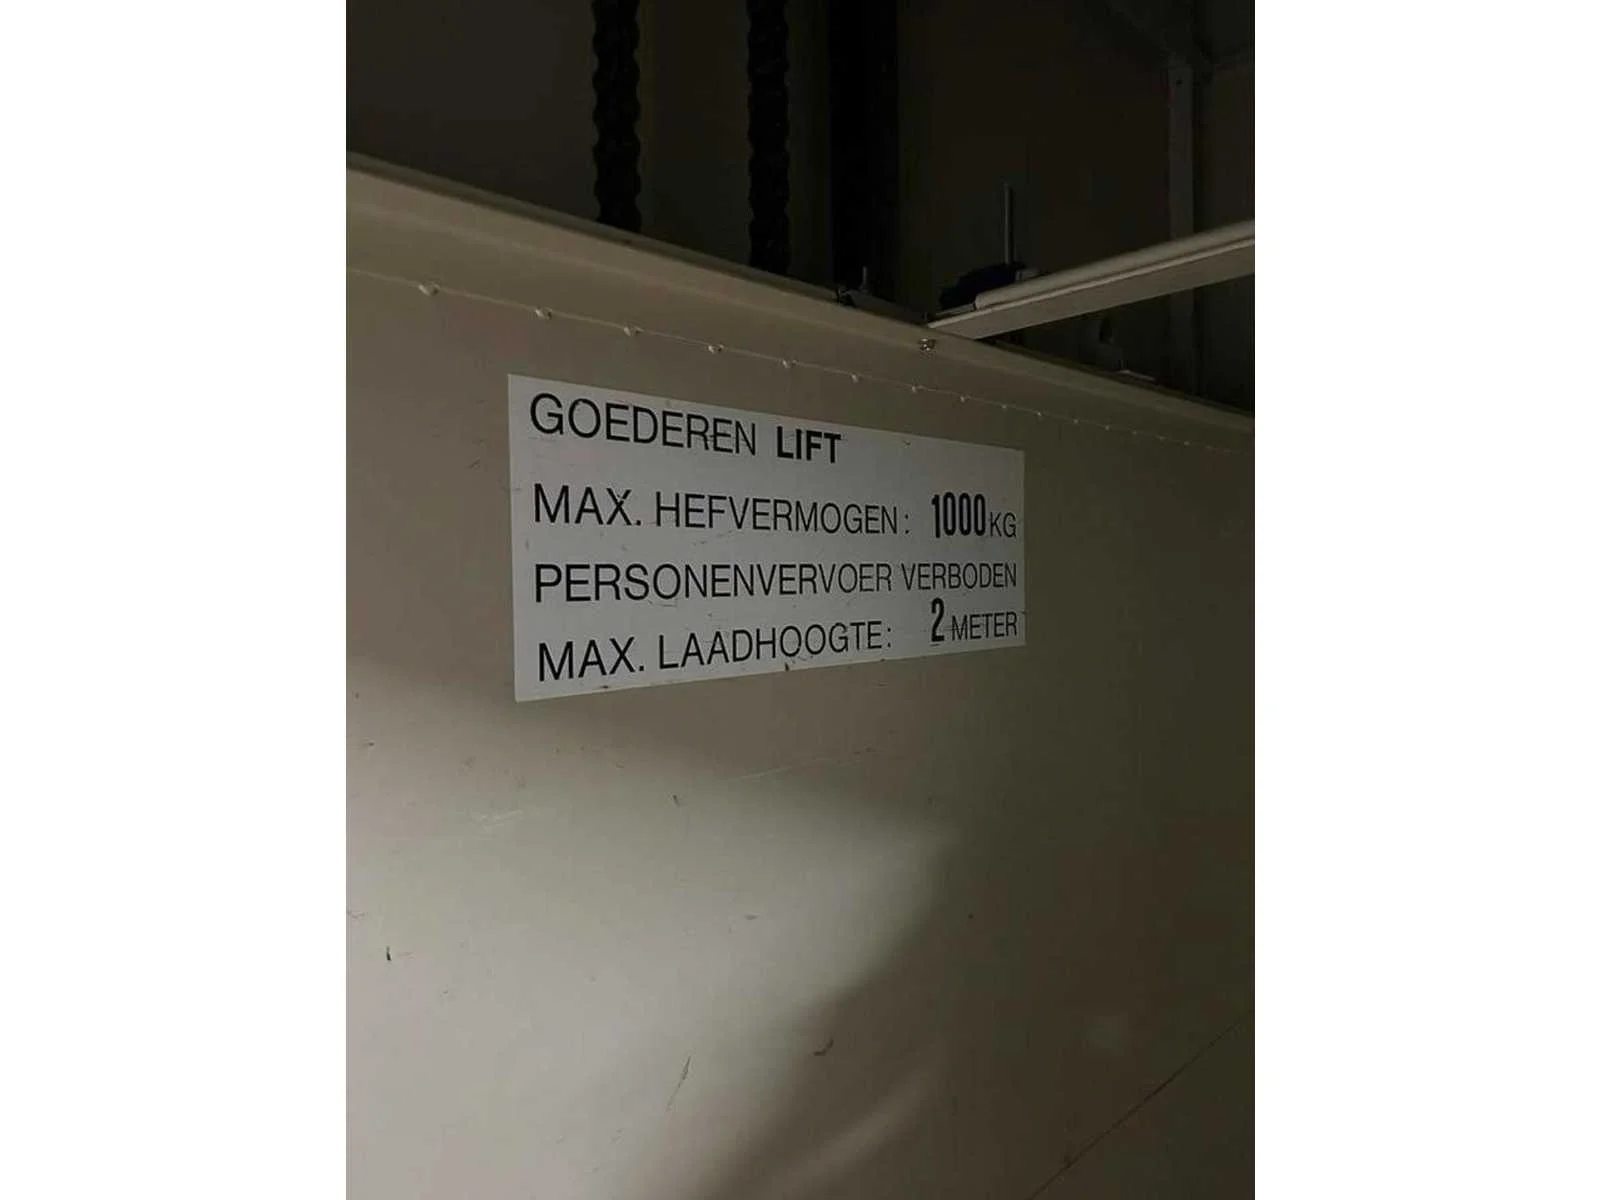 GOEDEREN LIFT
MAX. HEFVERMOGEN: 1000KG
PERSONENVERVOER VERBODEN
MAX. LAADHOOGTE: 2 METER